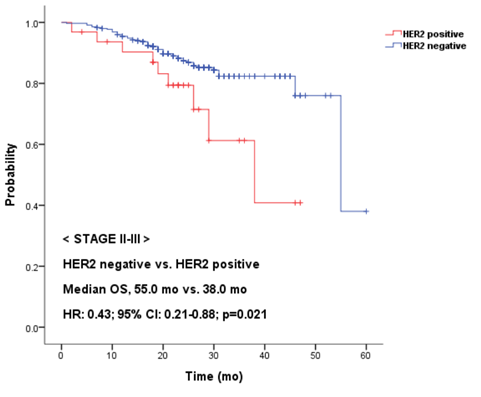 HER2 positive
HER2 negative
Probability
1.0
0.8
0.6
0.4
0.2
0.0
< STAGE II-III >
HER2 negative vs. HER2 positive
Median OS, 55.0 mo vs. 38.0 mo
HR: 0.43; 95% CI: 0.21-0.88; p=0.021
0 10 20 30 40 50 60
Time (mo)